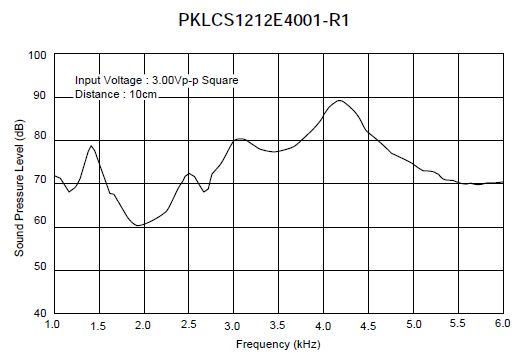 PKLCS1212E4001-R1
Input Voltage : 3.00Vp-p Square
Distance : 10cm
Sound Pressure Level (dB)
100
90
80
70
60
50
40
1.0 1.5 2.0 2.5 3.0 3.5 4.0 4.5 5.0 5.5 6.0
Frequency (kHz)